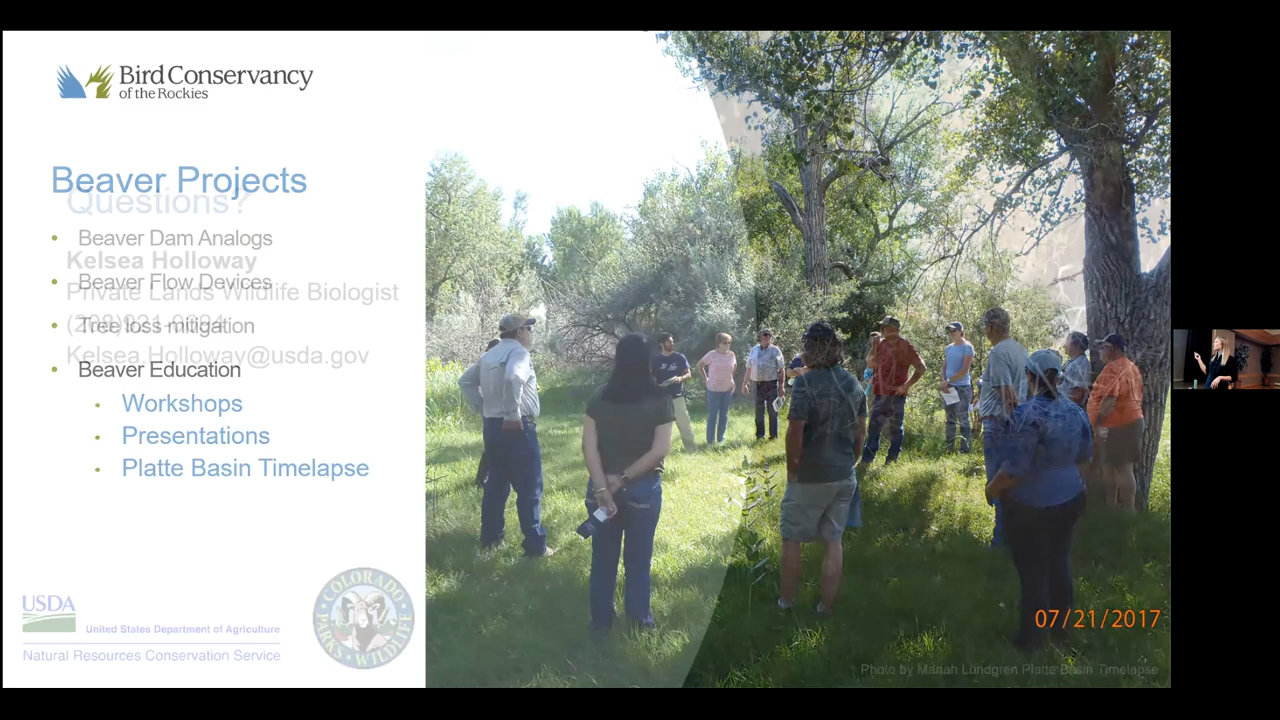 Bird Conservancy
of the Rockies
Beaver Projects
Questions?
Beaver Dam Analogs
Kelsea Holloway
Beaver Flow Devices
Private Lands Wildlife Biologist
Tree loss mitigation
Kelsea.Holloway@usda.gov
Beaver Education
Workshops
Presentations
Platte Basin Timelapse
USDA
United States Department of Agriculture
Natural Resources Conservation Service
COLORADO
PARKS & WILDLIFE
07/21/2017
Photo by Mariah Lundgren Platte Basin Timelapse